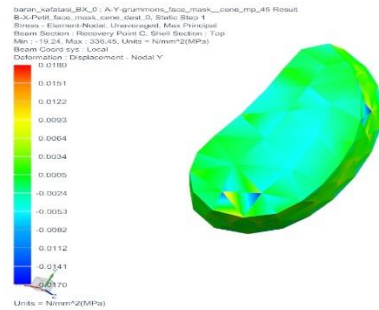 baran_kafatasi_BX_0 : A-Y-grummons_face_mask__cene_mp_45 Result
B-X-Petit_face_mask_cene_dest_0, Static Step 1
Stress - Element-Nodal, Unaveraged, Max Principal
Beam Section : Recovery Point C, Shell Section : Top
Min : -19.24, Max : 336.45, Units = N/mm^2(MPa)
Beam Coord sys : Local
Deformation : Displacement - Nodal Y
0.0180
0.0151
0.0122
0.0093
0.0064
0.0034
0.0005
-0.0024
-0.0053
-0.0082
-0.0112
-0.0141
-0.0170
Units = N/mm^2(MPa)